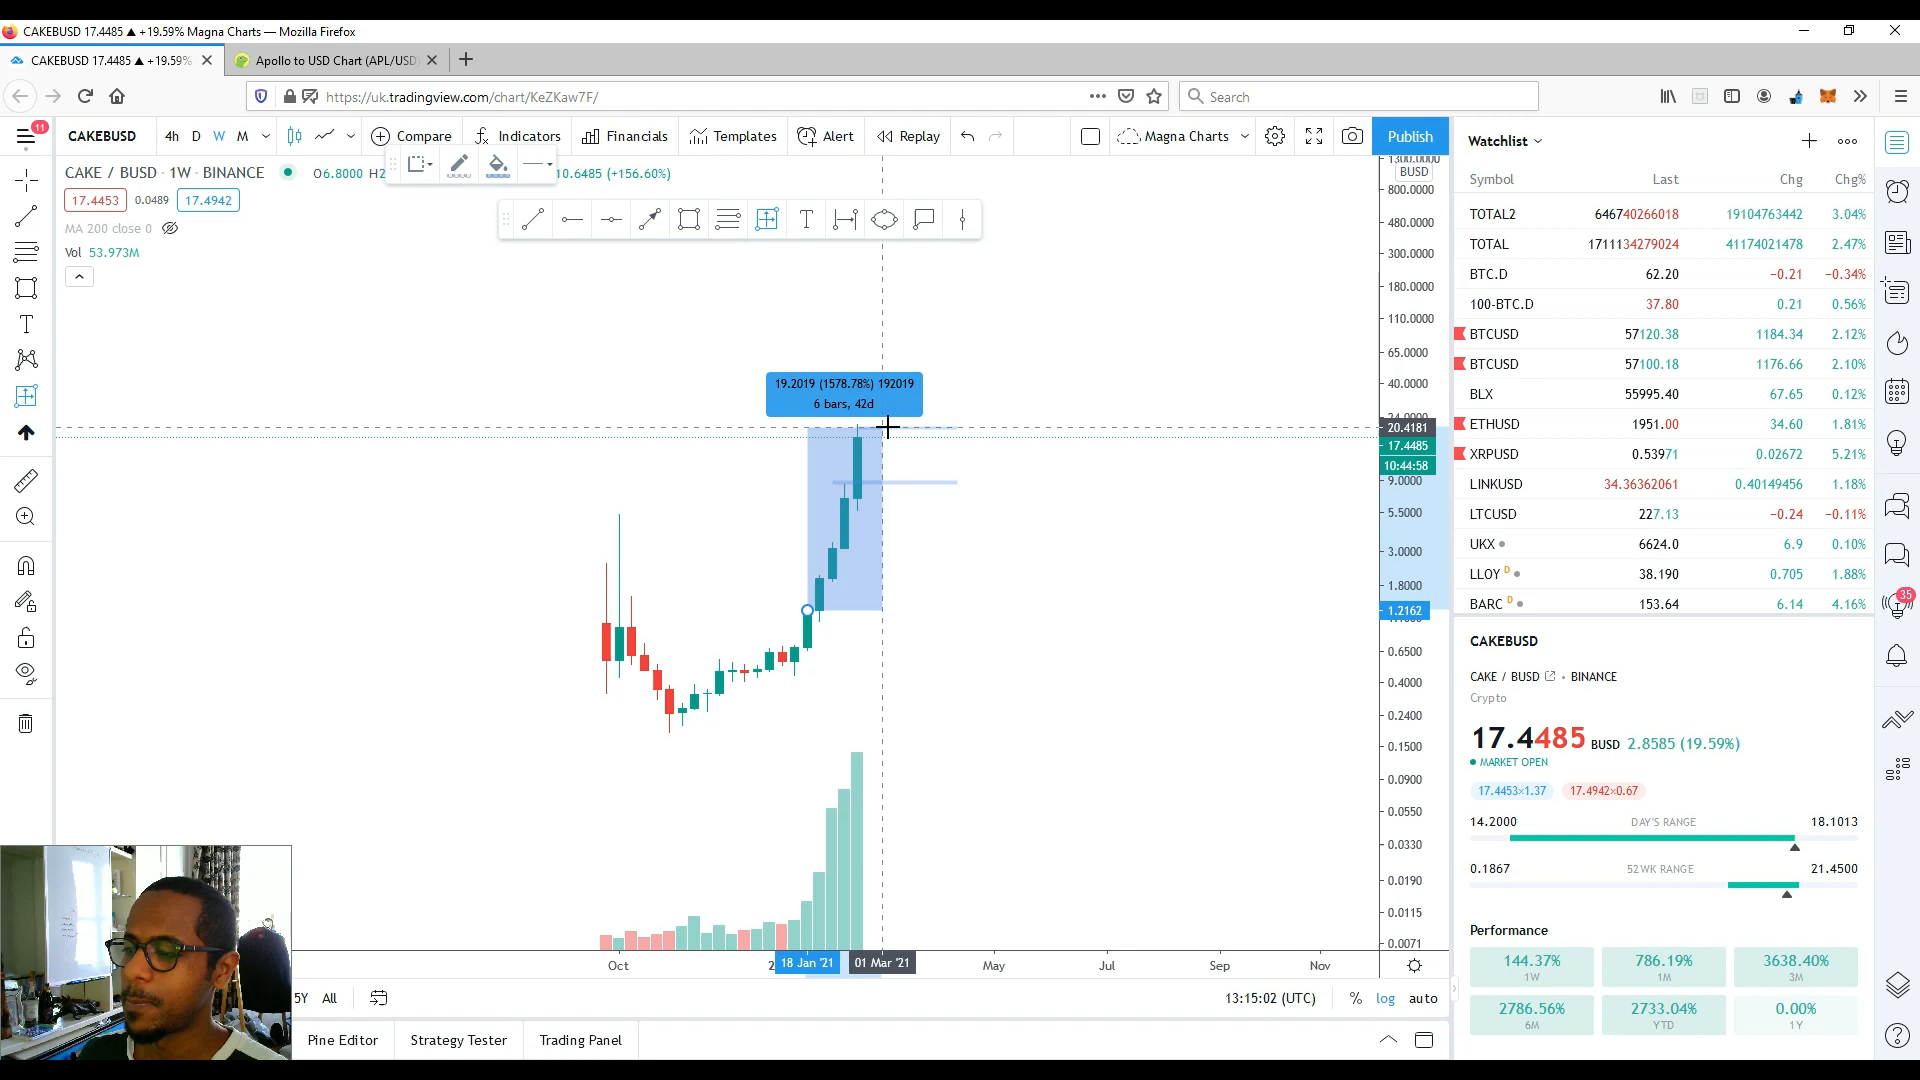 CAKEBUSD 17.4485 ▲ +19.59% Magna Charts — Mozilla Firefox
CAKEBUSD 17.4485 ▲ +19.59%
Apollo to USD Chart (APL/USD)
https://uk.tradingview.com/chart/KeZKaw7F/
Search
11
CAKEBUSD
4h D W M
Compare
Indicators
Financials
Templates
Alert
Replay
Magna Charts
Publish
CAKE / BUSD · 1W · BINANCE
O6.8000 H2
10.6485 (+156.60%)
17.4453 0.0489 17.4942
MA 200 close 0
Vol 53.973M
19.2019 (1578.78%) 192019
6 bars, 42d
1300.0000
BUSD
800.0000
480.0000
300.0000
180.0000
110.0000
65.0000
40.0000
24.0000
20.4181
17.4485
10:44:58
9.0000
5.5000
3.0000
1.8000
1.2162
0.6500
0.4000
0.2400
0.1500
0.0900
0.0550
0.0330
0.0190
0.0115
0.0071
Oct 2 18 Jan '21 01 Mar '21 May Jul Sep Nov
5Y All
13:15:02 (UTC) % log auto
Pine Editor Strategy Tester Trading Panel
Watchlist
Symbol Last Chg Chg%
TOTAL2 646740266018 19104763442 3.04%
TOTAL 1711134279024 41174021478 2.47%
BTC.D 62.20 −0.21 −0.34%
100-BTC.D 37.80 0.21 0.56%
BTCUSD 57120.38 1184.34 2.12%
BTCUSD 57100.18 1176.66 2.10%
BLX 55995.40 67.65 0.12%
ETHUSD 1951.00 34.60 1.81%
XRPUSD 0.53971 0.02672 5.21%
LINKUSD 34.36362061 0.40149456 1.18%
LTCUSD 227.13 −0.24 −0.11%
UKX 6624.0 6.9 0.10%
LLOY D 38.190 0.705 1.88%
BARC D 153.64 6.14 4.16%
35
CAKEBUSD
CAKE / BUSD • BINANCE
Crypto
17.4485 BUSD 2.8585 (19.59%)
MARKET OPEN
17.4453×1.37 17.4942×0.67
14.2000 DAY'S RANGE 18.1013
0.1867 52WK RANGE 21.4500
Performance
144.37% 786.19% 3638.40%
1W 1M 3M
2786.56% 2733.04% 0.00%
6M YTD 1Y